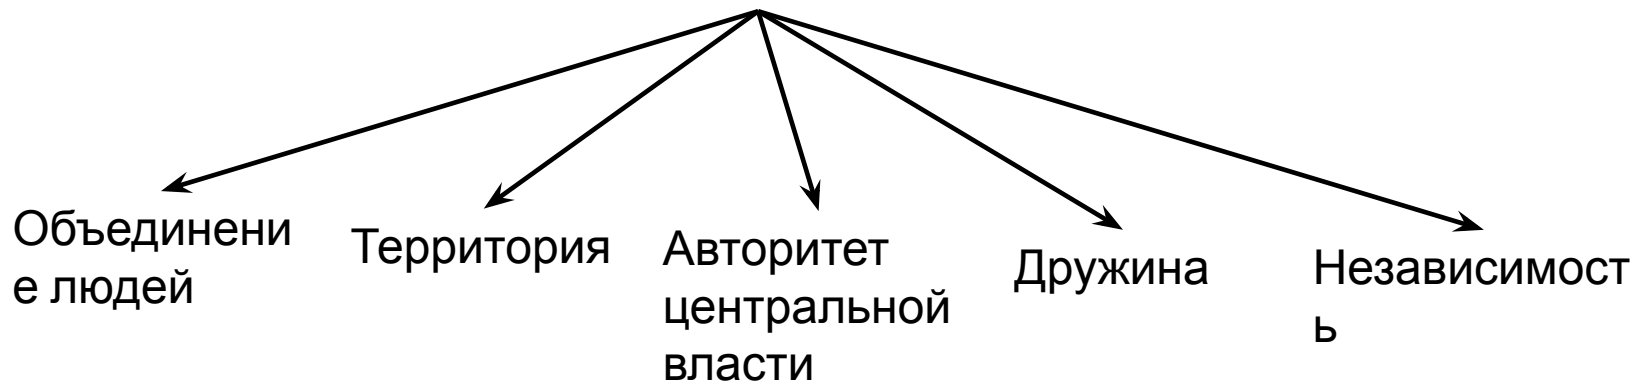 Объединени
е людей
Территория
Авторитет
центральной
власти
Дружина
Независимост
ь